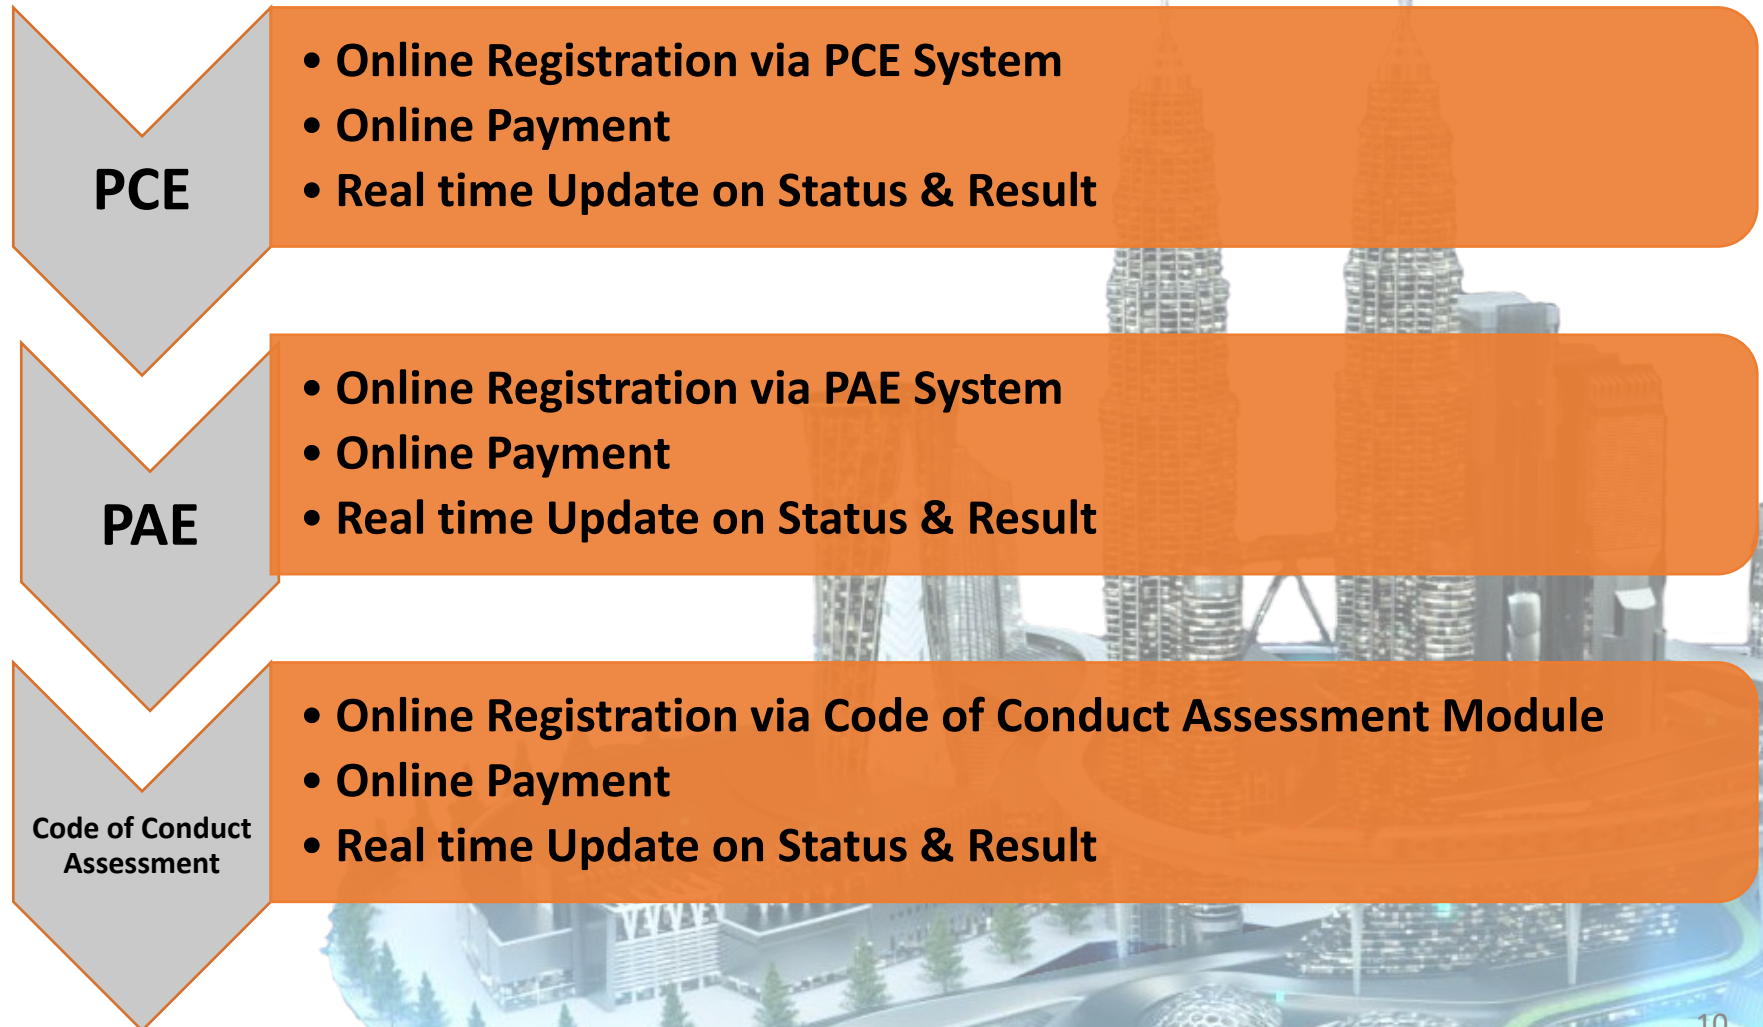 PCE
• Online Registration via PCE System
• Online Payment
• Real time Update on Status & Result
PAE
• Online Registration via PAE System
• Online Payment
• Real time Update on Status & Result
Code of Conduct
Assessment
• Online Registration via Code of Conduct Assessment Module
• Online Payment
• Real time Update on Status & Result
10